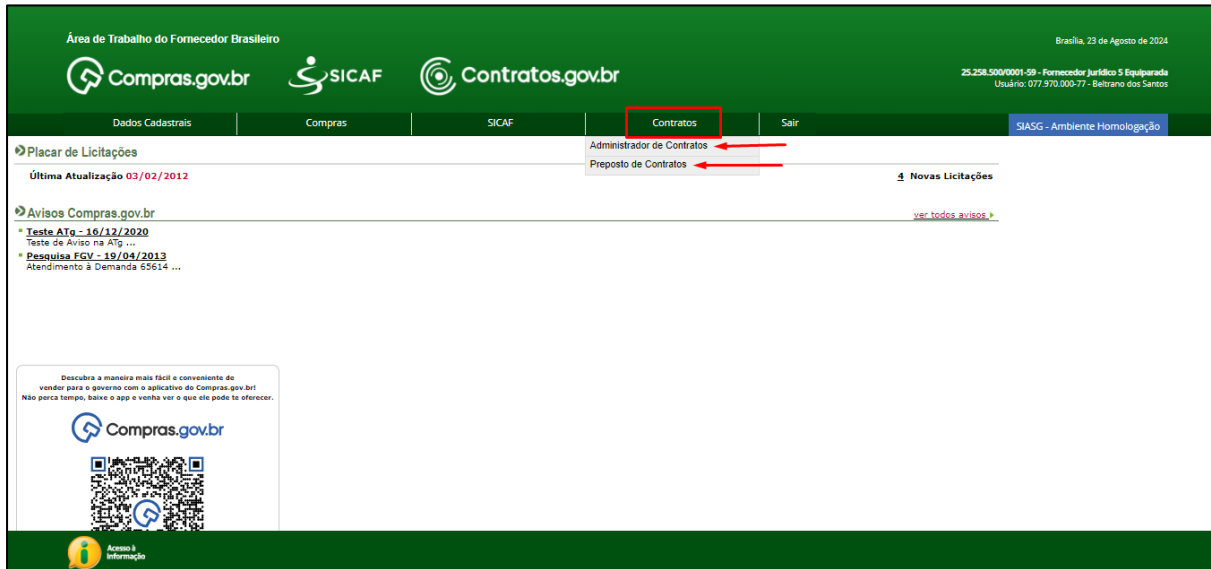 Área de Trabalho do Fornecedor Brasileiro
Brasília, 23 de Agosto de 2024
Compras.gov.br
SICAF
Contratos.gov.br
25.258.500/0001-59 - Fornecedor Jurídico 5 Equiparada
Usuário: 077.970.000-77 - Beltrano dos Santos
Dados Cadastrais
Compras
SICAF
Contratos
Sair
SIASG - Ambiente Homologação
Administrador de Contratos
Preposto de Contratos
Placar de Licitações
Última Atualização 03/02/2012
4 Novas Licitações
Avisos Compras.gov.br
ver todos avisos
Teste ATg - 16/12/2020
Teste de Aviso na ATg ...
Pesquisa FGV - 19/04/2013
Atendimento à Demanda 65614 ...
Descubra a maneira mais fácil e conveniente de
vender para o governo com o aplicativo do Compras.gov.br!
Não perca tempo, baixe o app e venha ver o que ele pode te oferecer.
Compras.gov.br
Acesso à
Informação